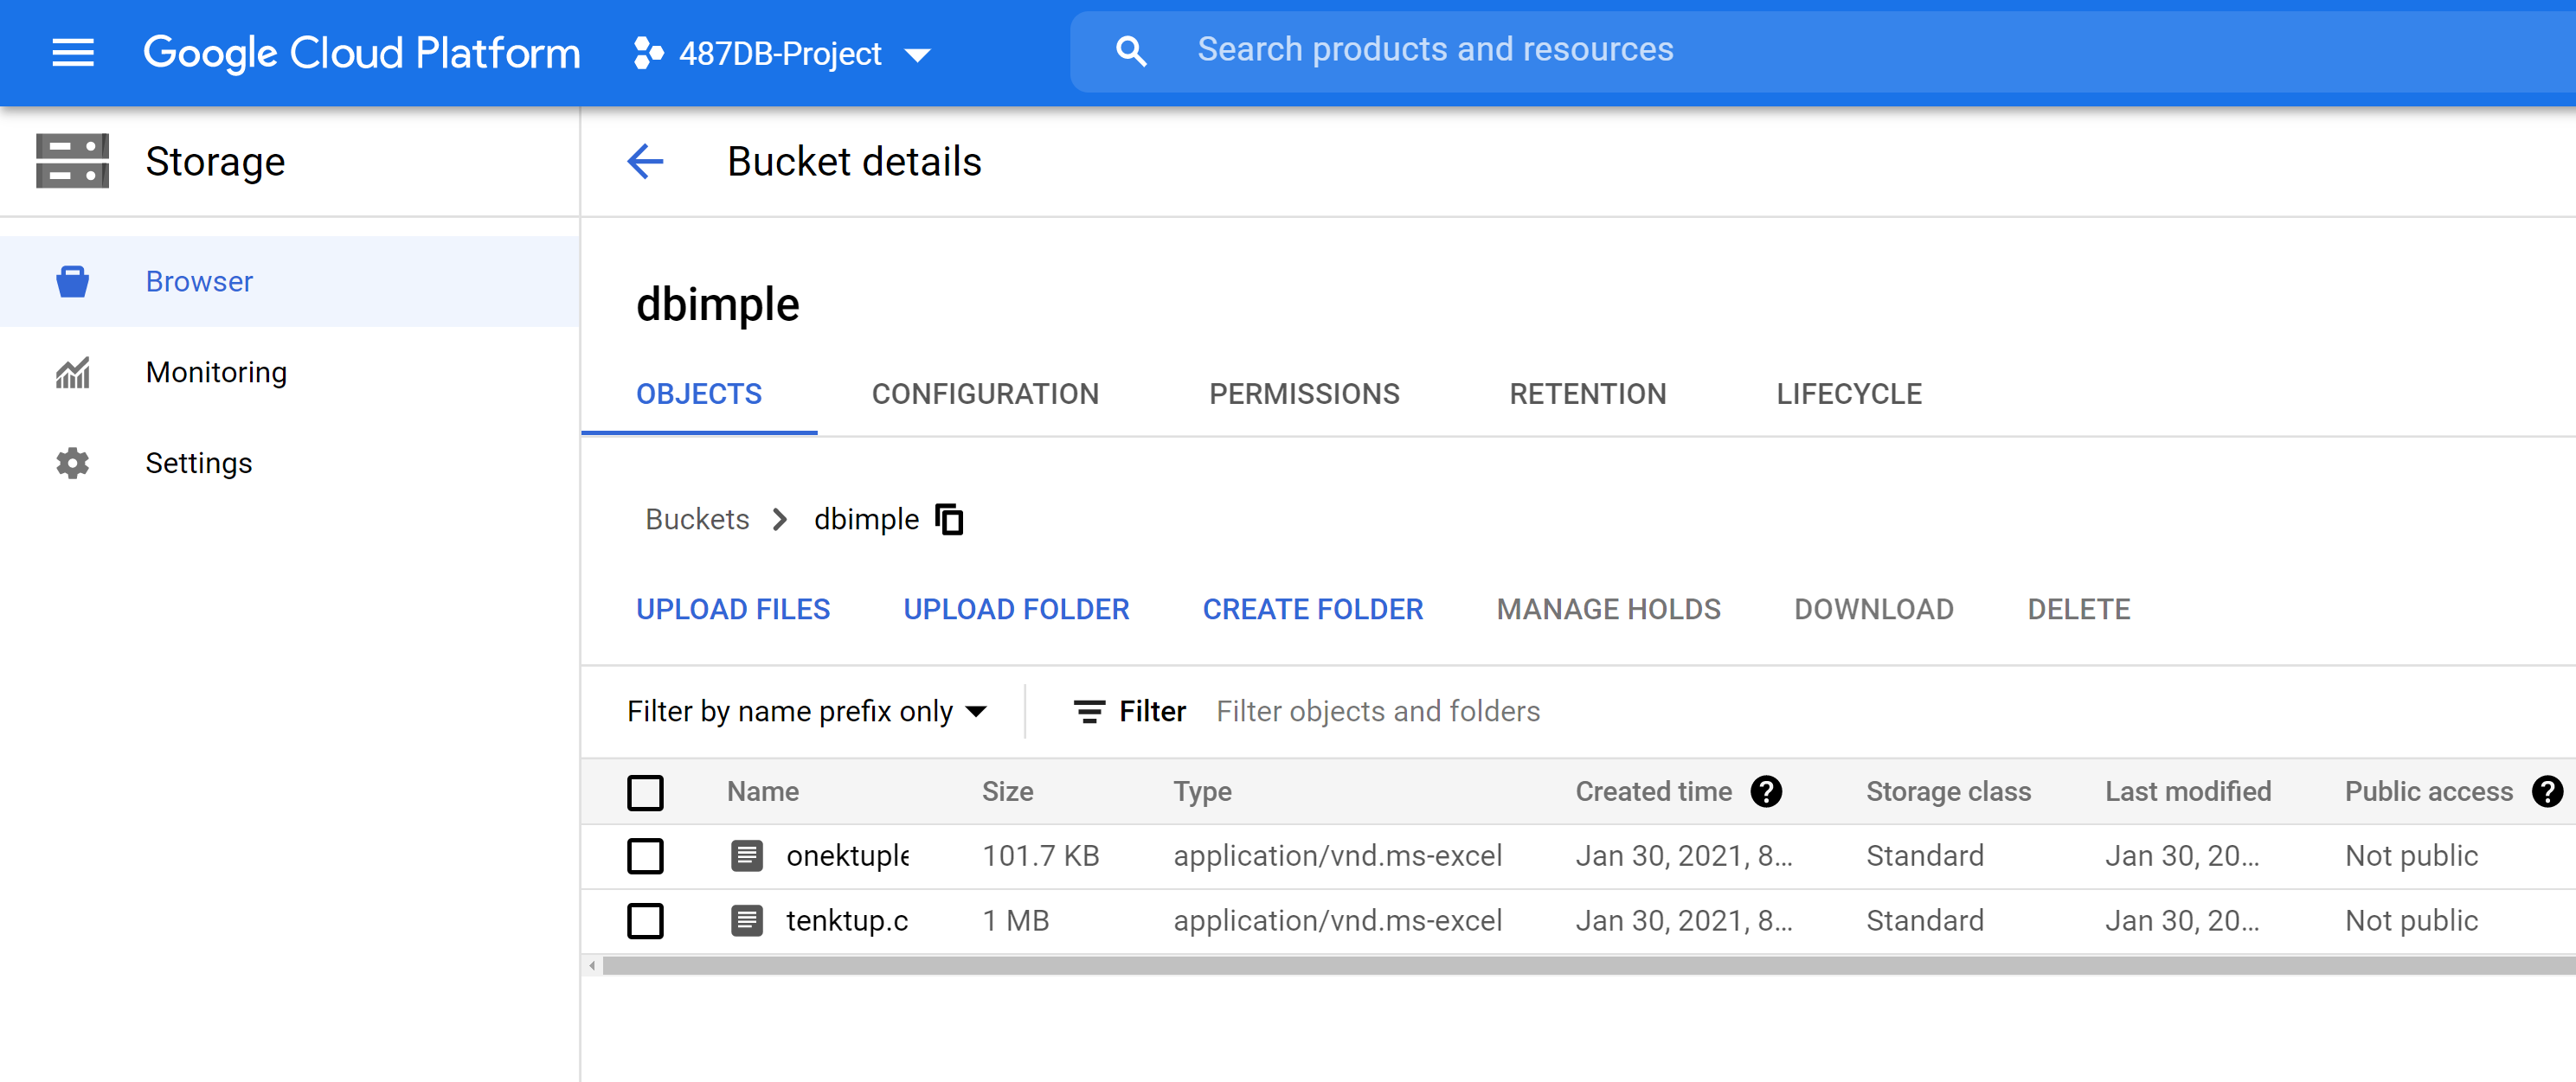 Google Cloud Platform 487DB-Project Search products and resources
Storage Bucket details
Browser
Monitoring
Settings
dbimple
OBJECTS CONFIGURATION PERMISSIONS RETENTION LIFECYCLE
Buckets dbimple
UPLOAD FILES UPLOAD FOLDER CREATE FOLDER MANAGE HOLDS DOWNLOAD DELETE
Filter by name prefix only Filter Filter objects and folders
Name Size Type Created time ? Storage class Last modified Public access ?
onektuple 101.7 KB application/vnd.ms-excel Jan 30, 2021, 8... Standard Jan 30, 20... Not public
tenktup.c 1 MB application/vnd.ms-excel Jan 30, 2021, 8... Standard Jan 30, 20... Not public